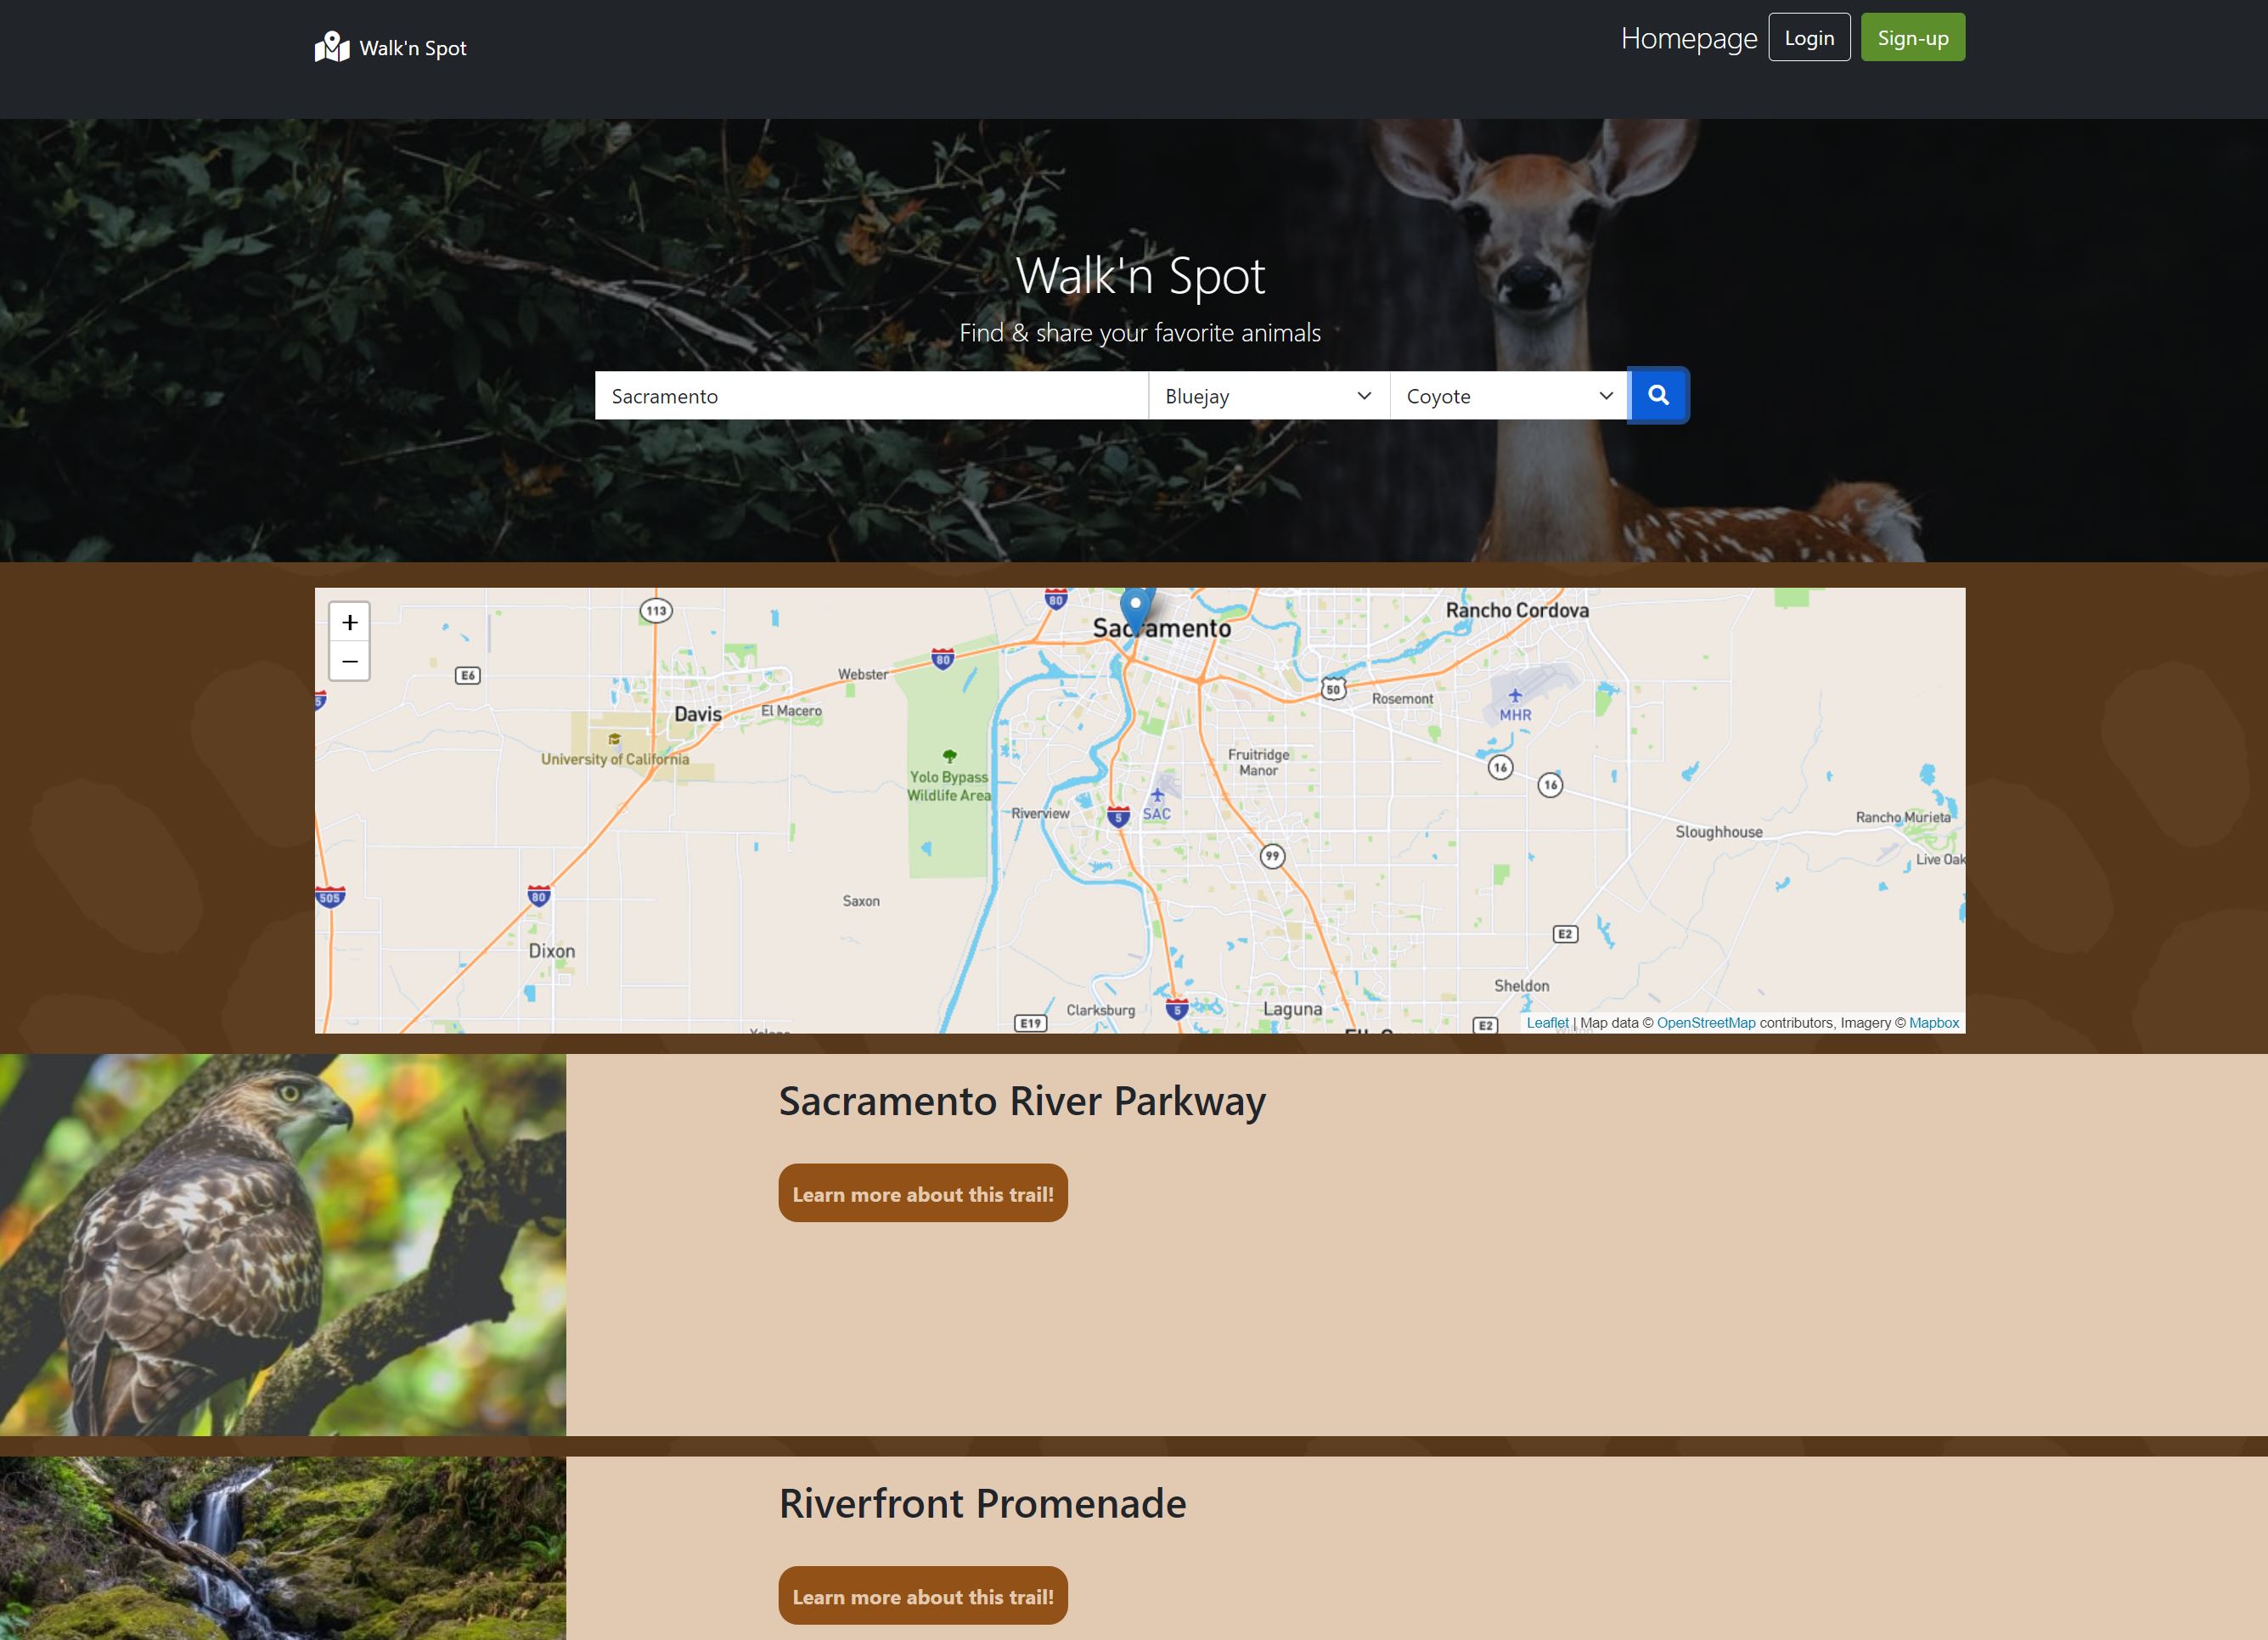 Walk'n Spot
Homepage
Login
Sign-up
Walk'n Spot
Find & share your favorite animals
Sacramento
Bluejay
Coyote
+
−
113
80
Sacramento
Rancho Cordova
E6
Webster
80
50
Rosemont
5
Davis
El Macero
MHR
University of California
Fruitridge
Manor
Yolo Bypass
Wildlife Area
16
16
Riverview
5
SAC
Rancho Murieta
Sloughhouse
99
Live Oak
505
80
Saxon
E2
Dixon
Sheldon
Clarksburg
5
Laguna
E19
E2
Leaflet | Map data © OpenStreetMap contributors, Imagery © Mapbox
Sacramento River Parkway
Learn more about this trail!
Riverfront Promenade
Learn more about this trail!